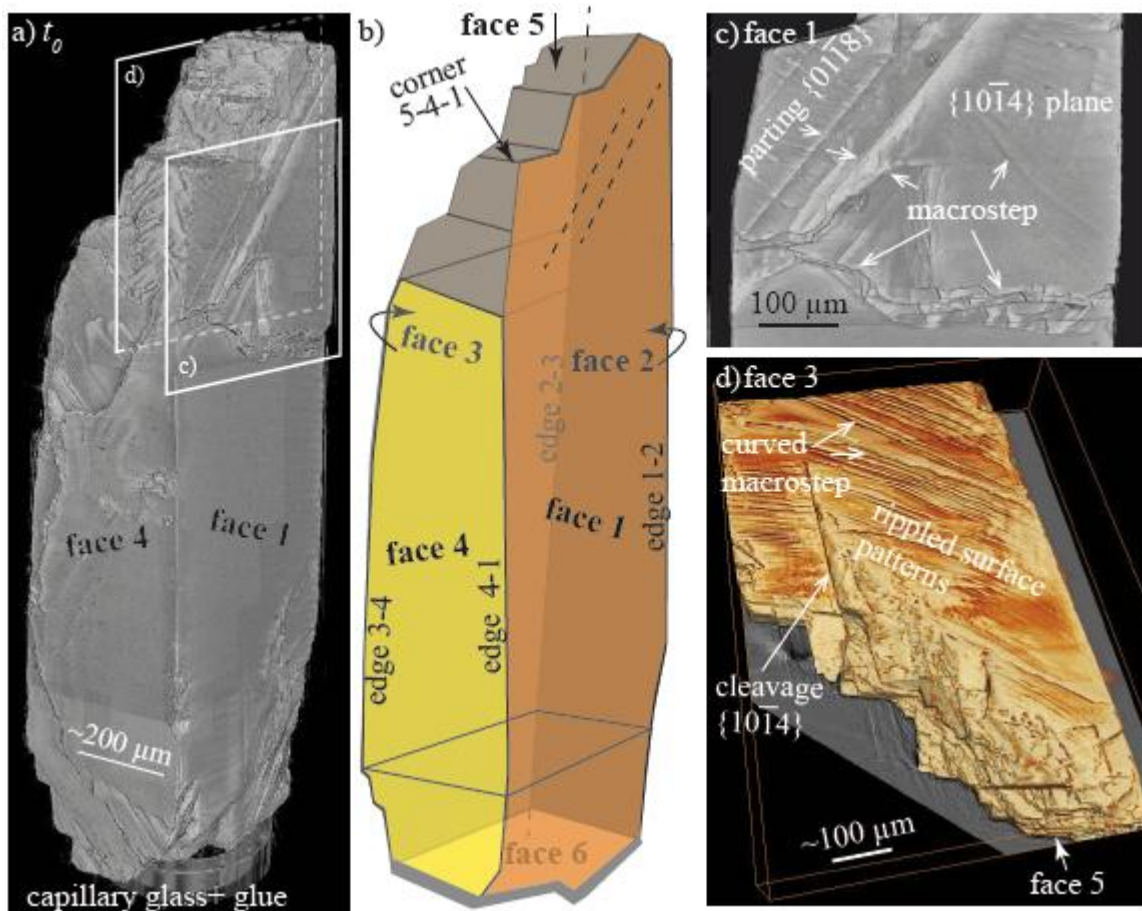 a) t₀
d)
c)
face 4
face 1
~200 μm
capillary glass+ glue
b)
face 5
corner
5-4-1
face 3
face 2
edge 2-3
edge 1-2
face 1
face 4
edge 4-1
edge 3-4
face 6
c) face 1
parting {011̄8}
{101̄4} plane
macrostep
100 μm
d) face 3
curved
macrostep
rippled surface
patterns
cleavage
{101̄4}
~100 μm
face 5